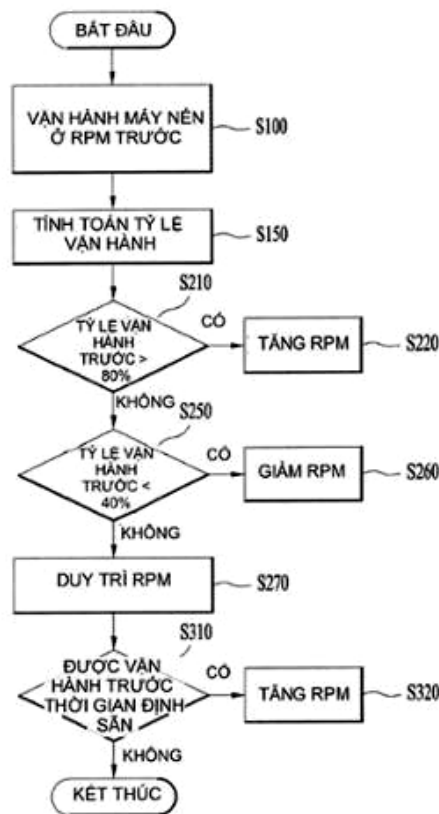 BẮT ĐẦU
VẬN HÀNH MÁY NÉN
Ở RPM TRƯỚC
S100
TÍNH TOÁN TỶ LỆ
VẬN HÀNH
S150
S210
TỶ LỆ VẬN
HÀNH
TRƯỚC >
80%
CÓ
TĂNG RPM
S220
KHÔNG
S250
TỶ LỆ VẬN
HÀNH
TRƯỚC <
40%
CÓ
GIẢM RPM
S260
KHÔNG
DUY TRÌ RPM
S270
S310
ĐƯỢC VẬN
HÀNH TRƯỚC
THỜI GIAN ĐỊNH
SẴN
CÓ
TĂNG RPM
S320
KHÔNG
KẾT THÚC